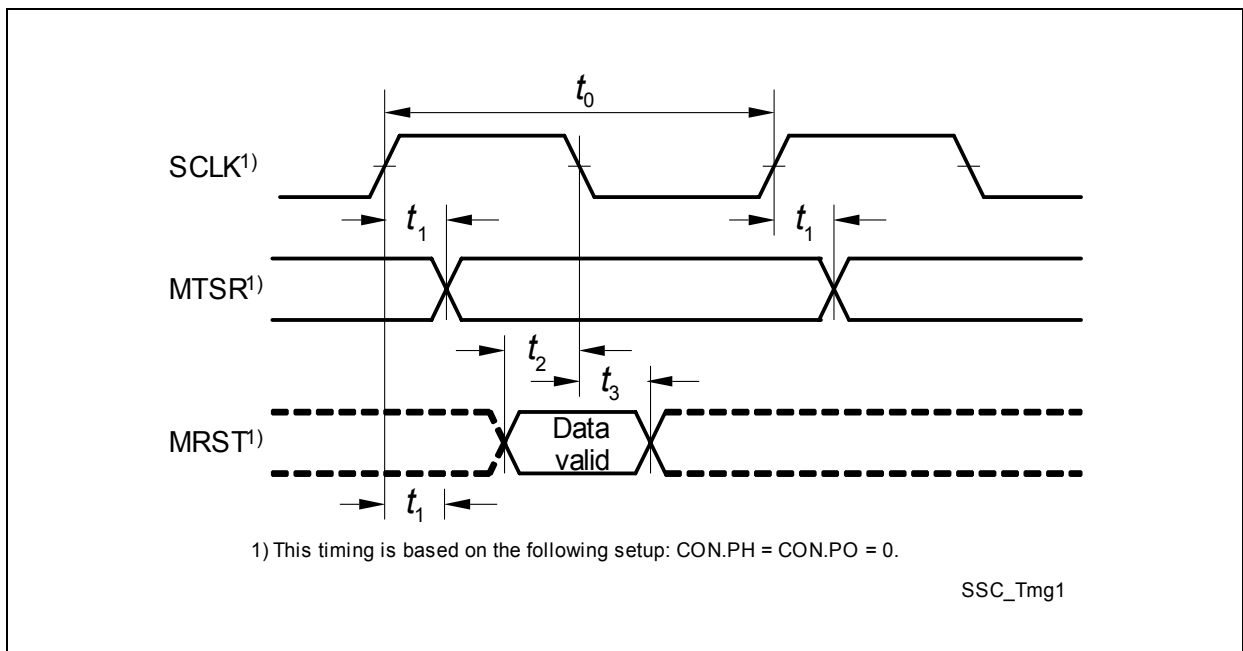 t0
SCLK1)
t1 t1
MTSR1)
t2
t3
MRST1) Data valid
t1
1) This timing is based on the following setup: CON.PH = CON.PO = 0.
SSC_Tmg1